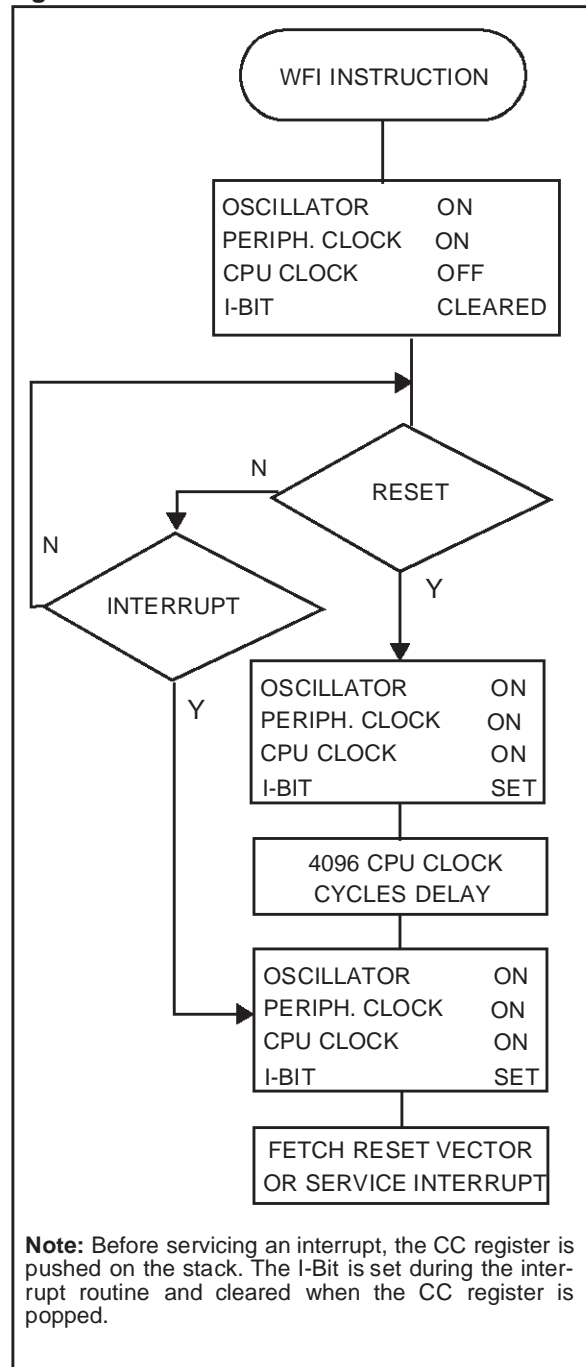 WFI INSTRUCTION
OSCILLATOR ON
PERIPH. CLOCK ON
CPU CLOCK OFF
I-BIT CLEARED
N
RESET
N
INTERRUPT
Y
Y
OSCILLATOR ON
PERIPH. CLOCK ON
CPU CLOCK ON
I-BIT SET
4096 CPU CLOCK
CYCLES DELAY
OSCILLATOR ON
PERIPH. CLOCK ON
CPU CLOCK ON
I-BIT SET
FETCH RESET VECTOR
OR SERVICE INTERRUPT
Note: Before servicing an interrupt, the CC register is
pushed on the stack. The I-Bit is set during the inter-
rupt routine and cleared when the CC register is
popped.